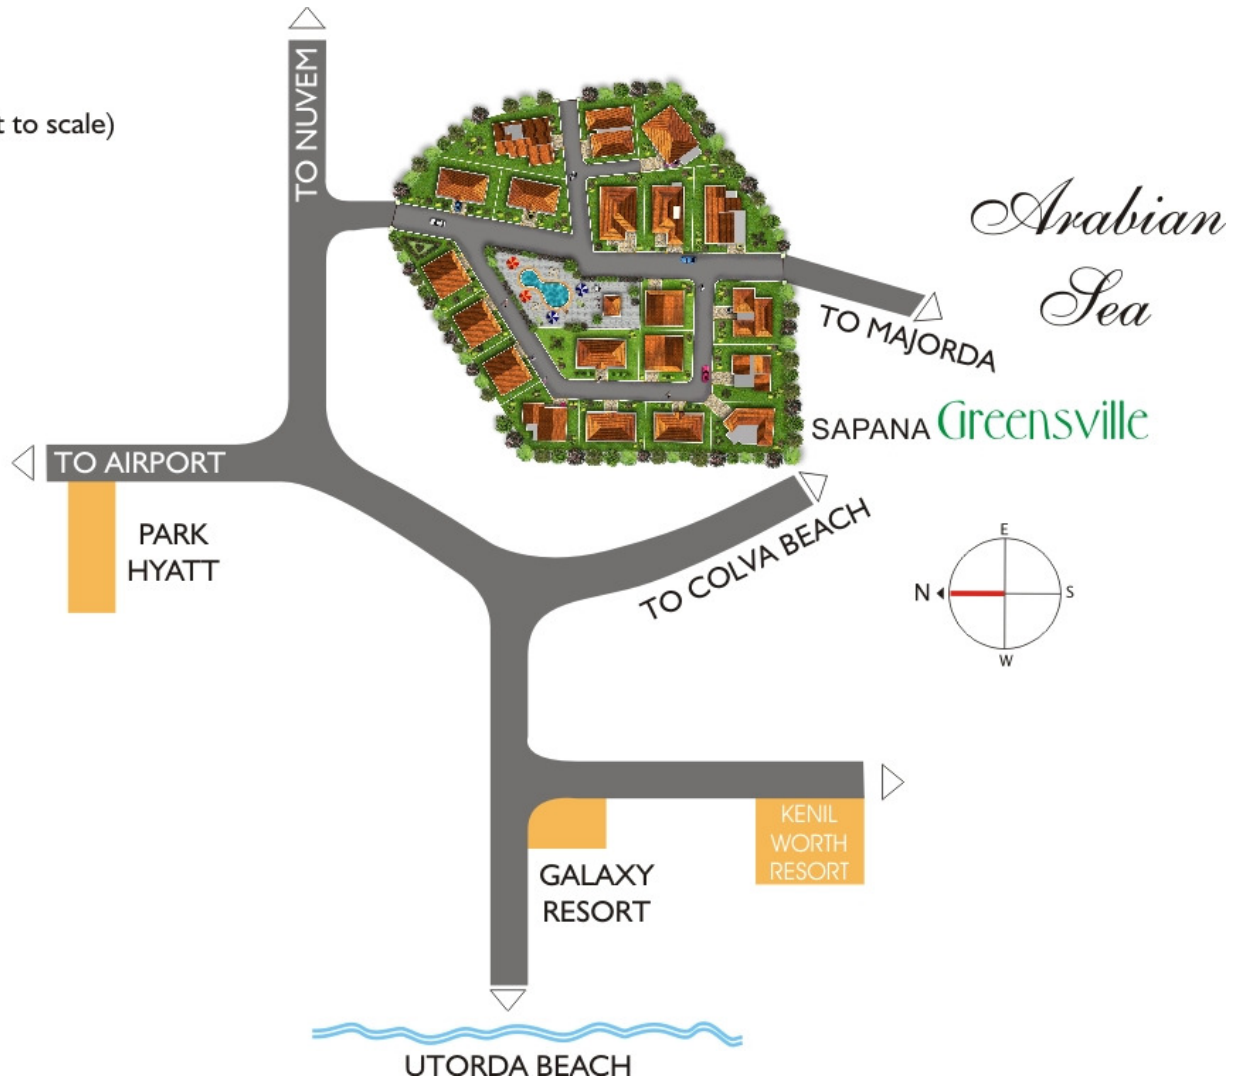 TO NUVEM
t to scale)
Arabian
Sea
TO MAJORDA
SAPANA Greensville
TO AIRPORT
PARK
HYATT
TO COLVA BEACH
E
N
S
W
KENIL
WORTH
RESORT
GALAXY
RESORT
UTORDA BEACH